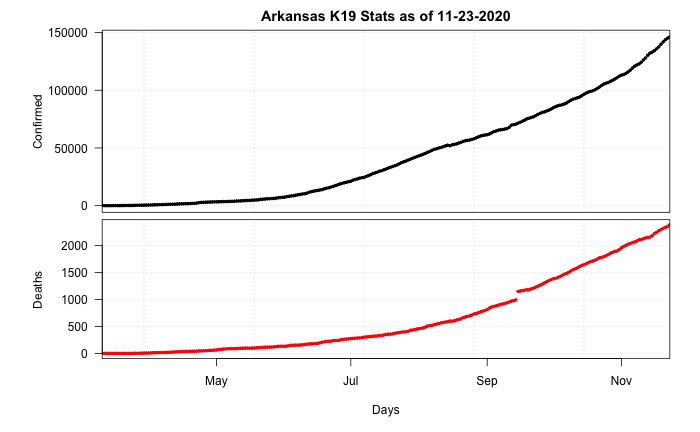 Arkansas K19 Stats as of 11-23-2020
150000
100000
50000
0
Confirmed
2000
1500
1000
500
0
Deaths
May Jul Sep Nov
Days